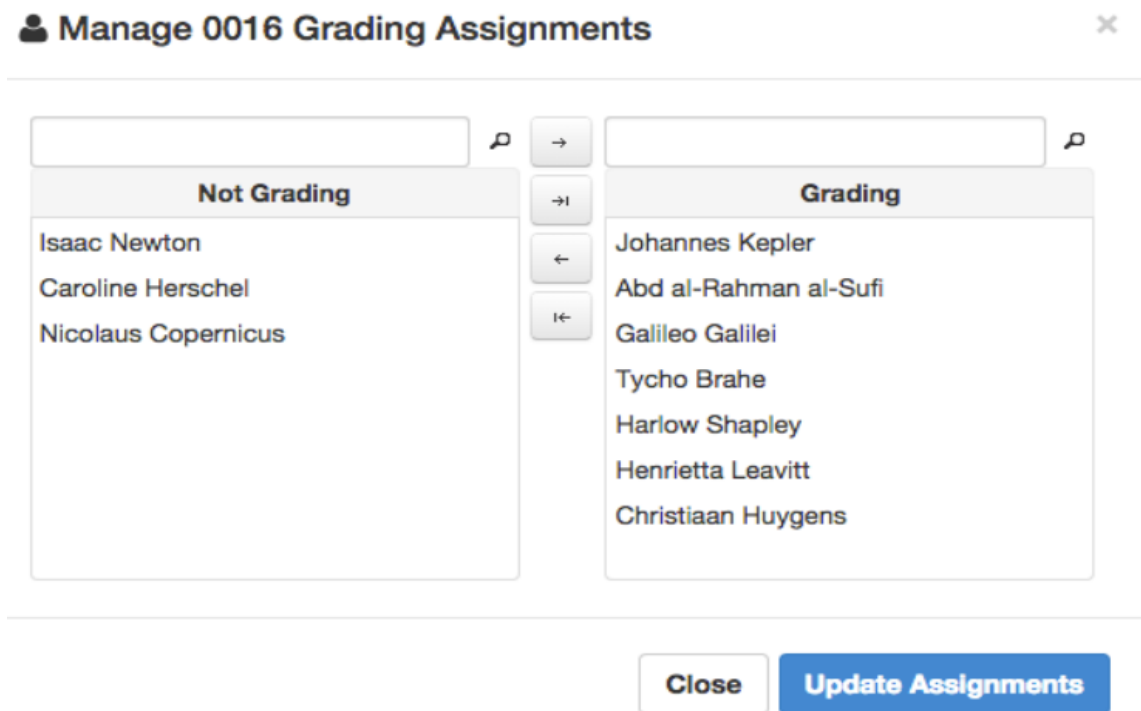 Manage 0016 Grading Assignments
Not Grading
Isaac Newton
Caroline Herschel
Nicolaus Copernicus
Grading
Johannes Kepler
Abd al-Rahman al-Sufi
Galileo Galilei
Tycho Brahe
Harlow Shapley
Henrietta Leavitt
Christiaan Huygens
Close
Update Assignments